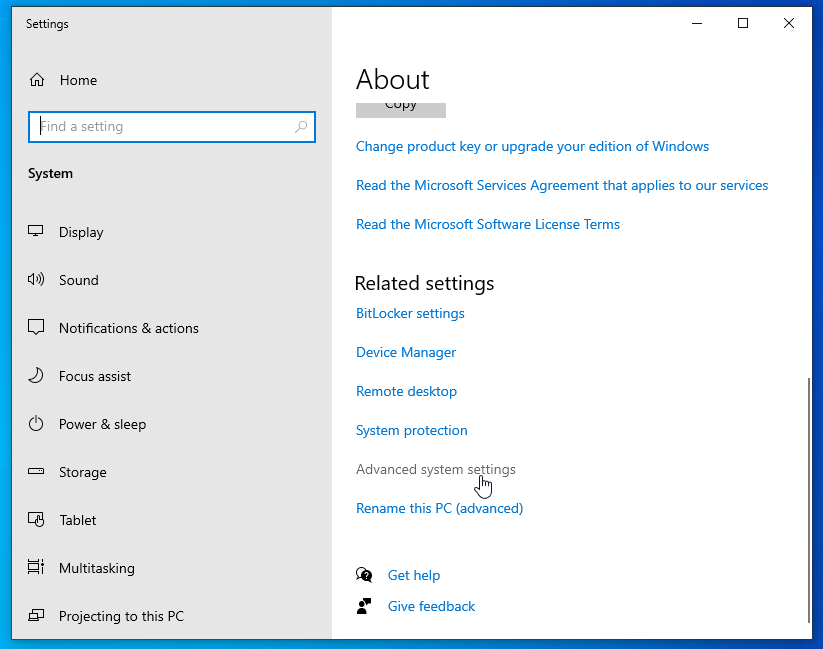 Settings
Home
Find a setting
System
Display
Sound
Notifications & actions
Focus assist
Power & sleep
Storage
Tablet
Multitasking
Projecting to this PC
About
Copy
Change product key or upgrade your edition of Windows
Read the Microsoft Services Agreement that applies to our services
Read the Microsoft Software License Terms
Related settings
BitLocker settings
Device Manager
Remote desktop
System protection
Advanced system settings
Rename this PC (advanced)
Get help
Give feedback